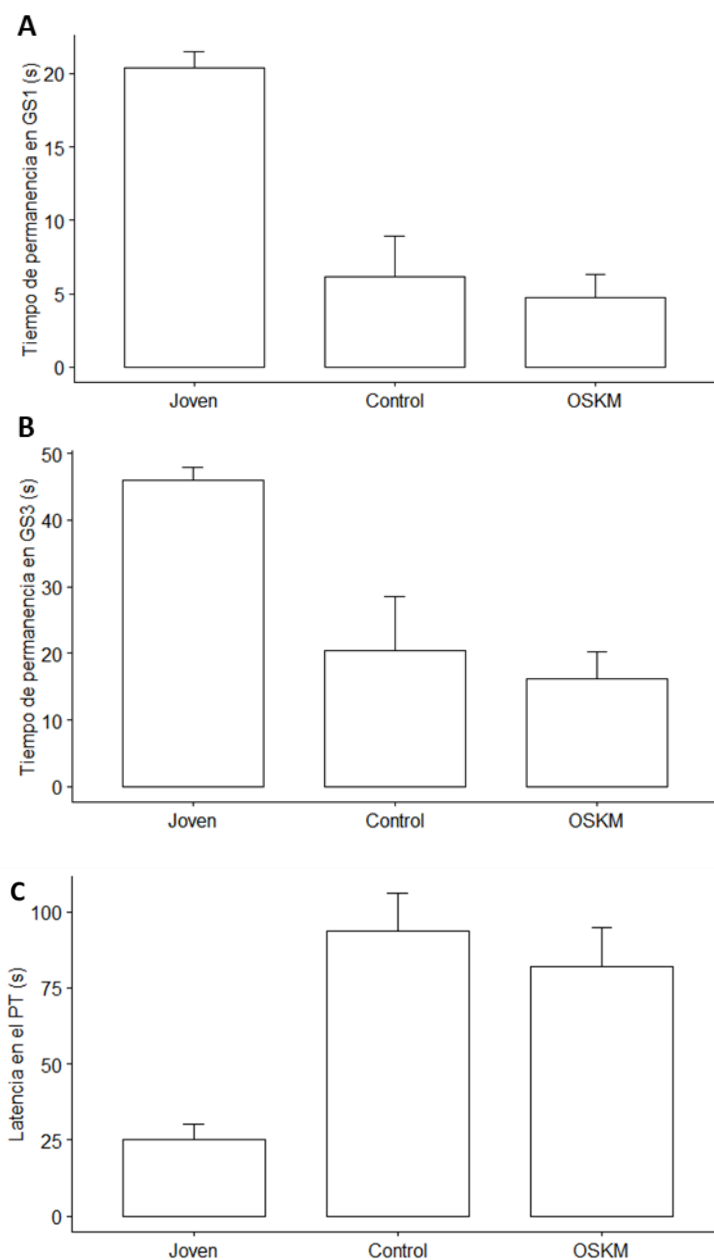 A
Tiempo de permanencia en GS1 (s)
20
15
10
5
0
Joven Control OSKM
B
Tiempo de permanencia en GS3 (s)
50
40
30
20
10
0
Joven Control OSKM
C
Latencia en el PT (s)
100
75
50
25
0
Joven Control OSKM